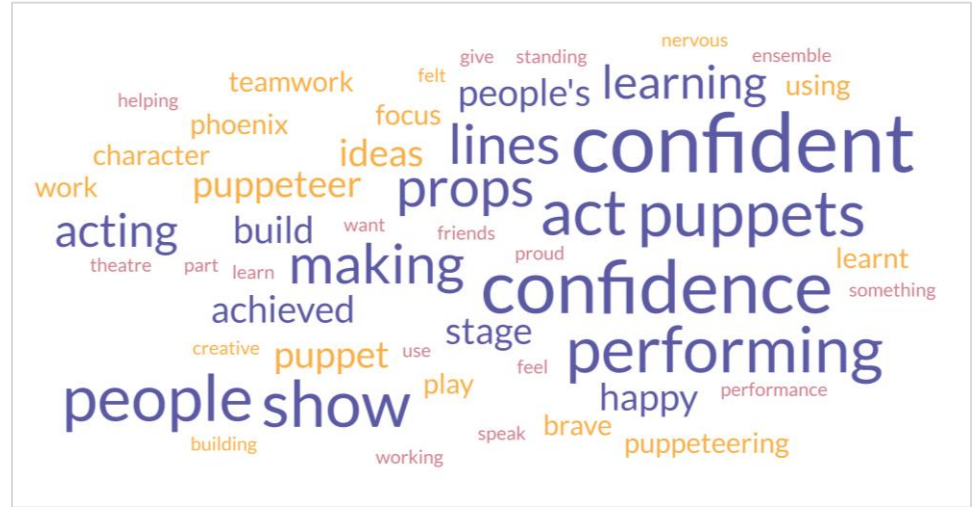 nervous
give standing ensemble
teamwork felt people's learning using
helping phoenix focus
character ideas lines confident
work puppeteer props
acting build want friends act puppets
theatre part learn making proud learnt
achieved confidence something
creative puppet use stage performing
feel
people show play happy performance
building speak brave puppeteering
working